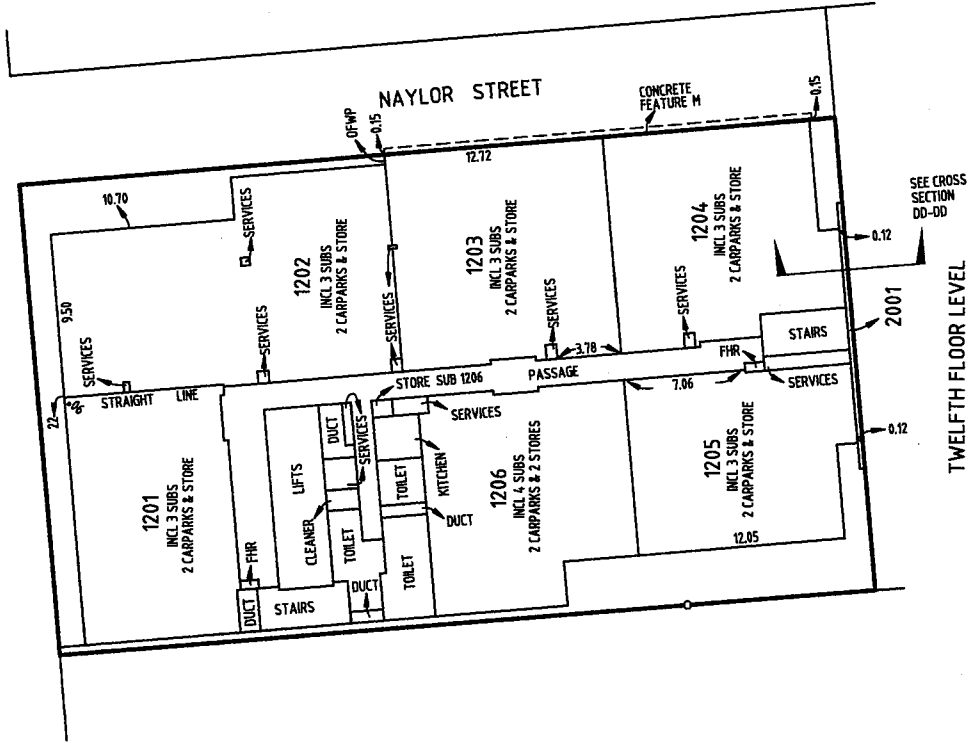 NAYLOR STREET
CONCRETE
FEATURE M
0.15
OFWP
0.15
12.72
10.70
SERVICES
SEE CROSS
SECTION
DD-DD
1202
INCL 3 SUBS
2 CARPARKS & STORE
1203
INCL 3 SUBS
2 CARPARKS & STORE
1204
INCL 3 SUBS
2 CARPARKS & STORE
0.12
9.50
SERVICES
SERVICES
SERVICES
SERVICES
SERVICES
2001
STAIRS
3.78
FHR
PASSAGE
SERVICES
STORE SUB 1206
7.06
22
90°
STRAIGHT LINE
SERVICES
DUCT
SERVICES
LIFTS
KITCHEN
TOILET
0.12
1201
INCL 3 SUBS
2 CARPARKS & STORE
1206
INCL 4 SUBS
2 CARPARKS & 2 STORES
1205
INCL 3 SUBS
2 CARPARKS & STORE
DUCT
CLEANER
TOILET
TOILET
12.05
FHR
DUCT
DUCT
STAIRS
TWELFTH FLOOR LEVEL